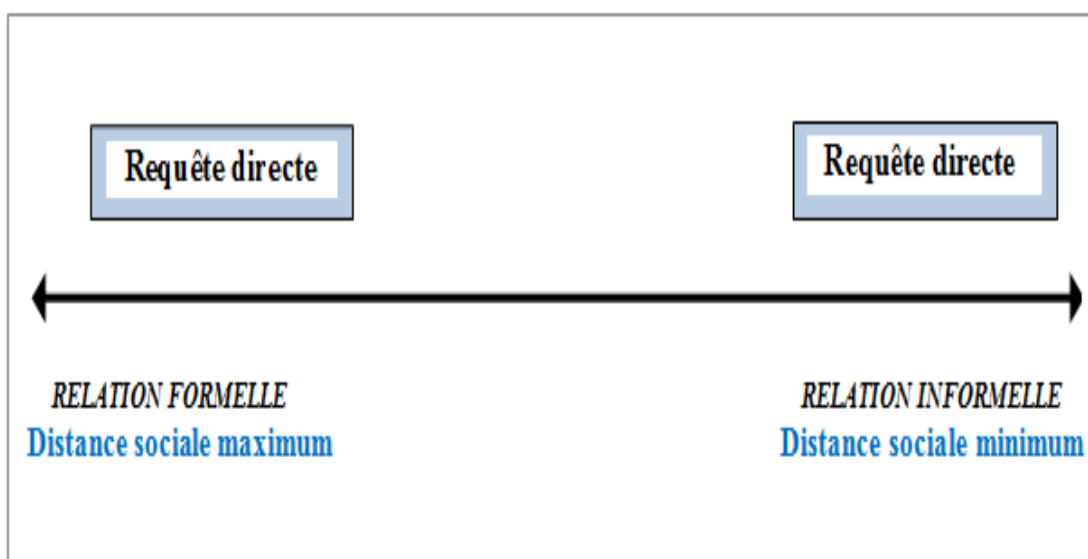 Requête directe
Requête directe
RELATION FORMELLE
Distance sociale maximum
RELATION INFORMELLE
Distance sociale minimum